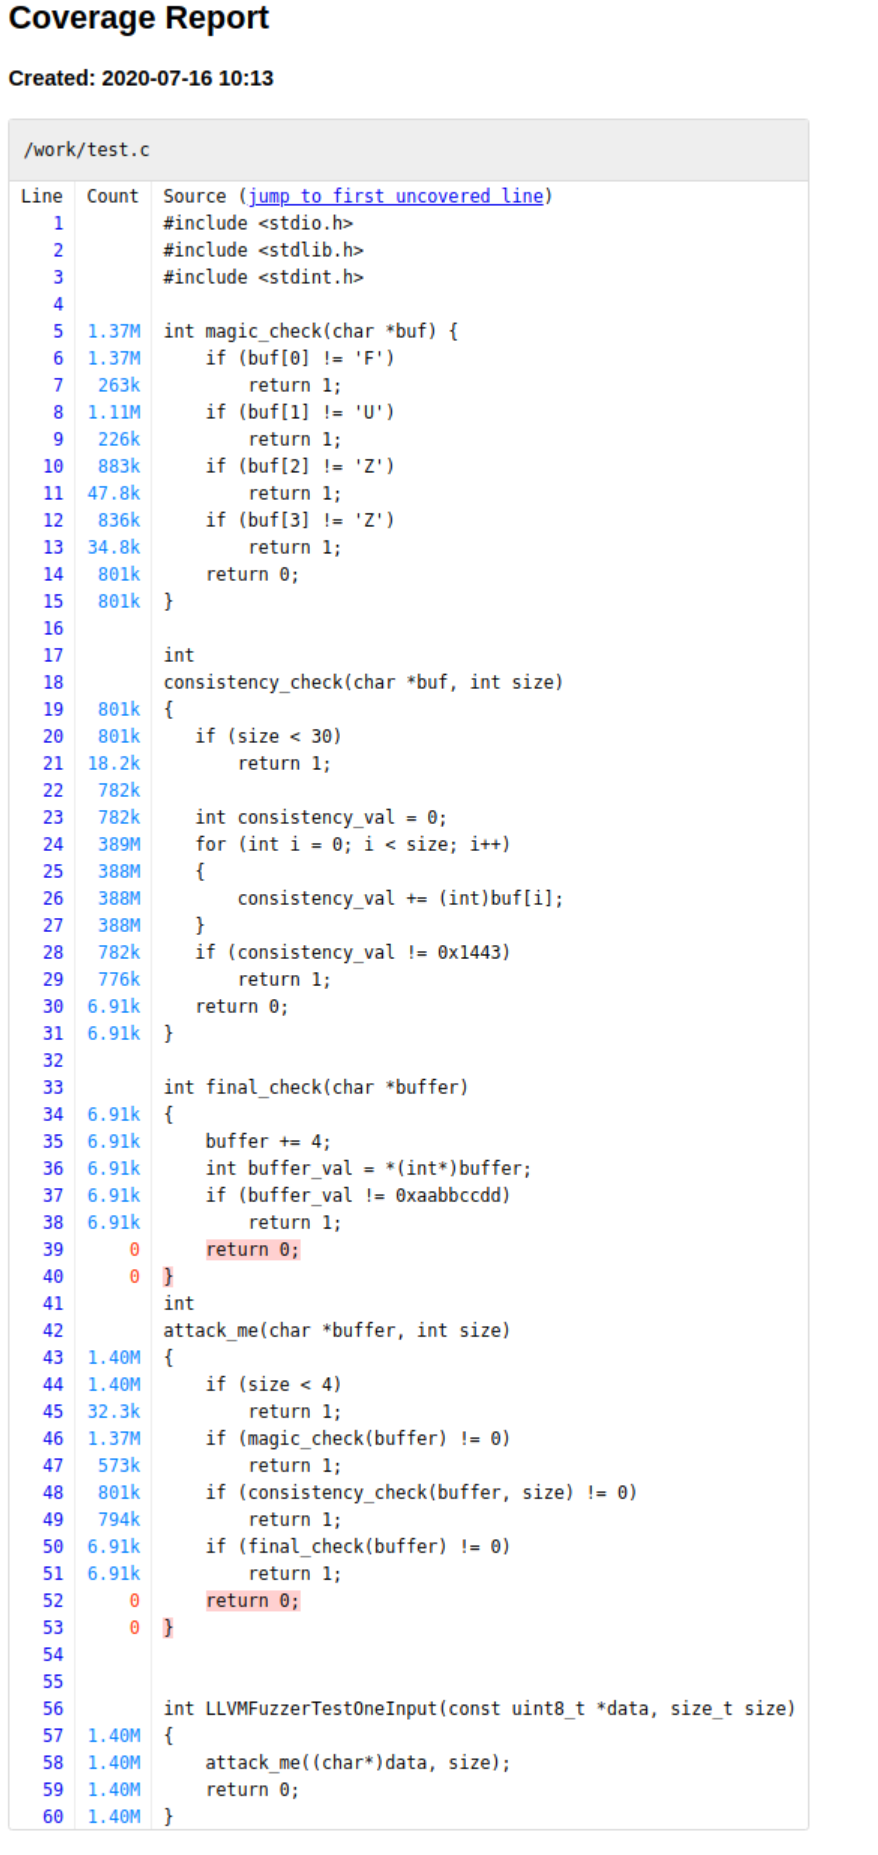 Coverage Report
Created: 2020-07-16 10:13
/work/test.c
Line Count Source (jump to first uncovered line)
1 #include <stdio.h>
2 #include <stdlib.h>
3 #include <stdint.h>
4
5 1.37M int magic_check(char *buf) {
6 1.37M     if (buf[0] != 'F')
7 263k         return 1;
8 1.11M     if (buf[1] != 'U')
9 226k         return 1;
10 883k     if (buf[2] != 'Z')
11 47.8k         return 1;
12 836k     if (buf[3] != 'Z')
13 34.8k         return 1;
14 801k     return 0;
15 801k }
16
17 int
18 consistency_check(char *buf, int size)
19 801k {
20 801k    if (size < 30)
21 18.2k        return 1;
22 782k
23 782k    int consistency_val = 0;
24 389M    for (int i = 0; i < size; i++)
25 388M    {
26 388M        consistency_val += (int)buf[i];
27 388M    }
28 782k    if (consistency_val != 0x1443)
29 776k        return 1;
30 6.91k    return 0;
31 6.91k }
32
33 int final_check(char *buffer)
34 6.91k {
35 6.91k     buffer += 4;
36 6.91k     int buffer_val = *(int*)buffer;
37 6.91k     if (buffer_val != 0xaabbccdd)
38 6.91k         return 1;
39 0     return 0;
40 0 }
41 int
42 attack_me(char *buffer, int size)
43 1.40M {
44 1.40M     if (size < 4)
45 32.3k         return 1;
46 1.37M     if (magic_check(buffer) != 0)
47 573k         return 1;
48 801k     if (consistency_check(buffer, size) != 0)
49 794k         return 1;
50 6.91k     if (final_check(buffer) != 0)
51 6.91k         return 1;
52 0     return 0;
53 0 }
54
55
56 int LLVMFuzzerTestOneInput(const uint8_t *data, size_t size)
57 1.40M {
58 1.40M     attack_me((char*)data, size);
59 1.40M     return 0;
60 1.40M }